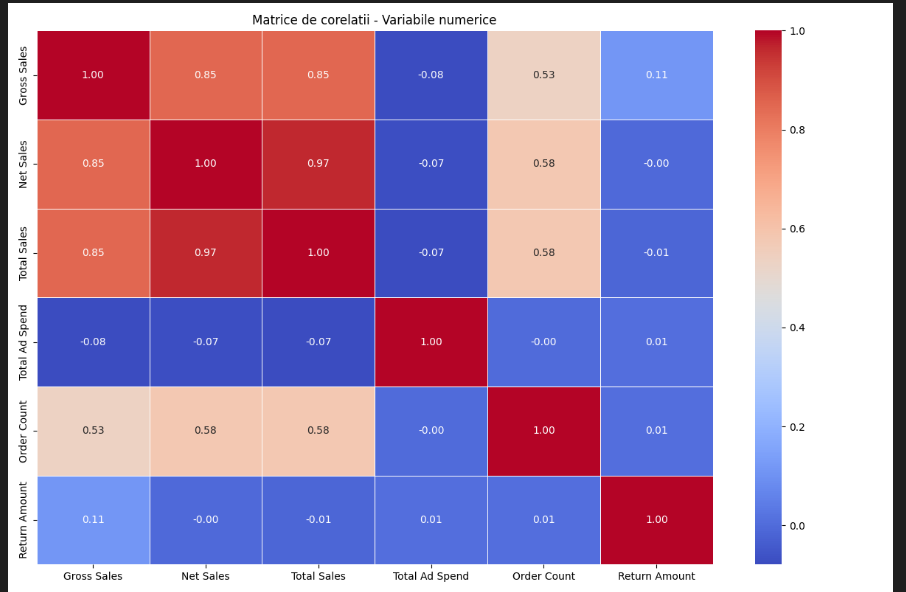 Matrice de corelatii - Variabile numerice
Gross Sales 1.00 0.85 0.85 -0.08 0.53 0.11
Net Sales 0.85 1.00 0.97 -0.07 0.58 -0.00
Total Sales 0.85 0.97 1.00 -0.07 0.58 -0.01
Total Ad Spend -0.08 -0.07 -0.07 1.00 -0.00 0.01
Order Count 0.53 0.58 0.58 -0.00 1.00 0.01
Return Amount 0.11 -0.00 -0.01 0.01 0.01 1.00
Gross Sales Net Sales Total Sales Total Ad Spend Order Count Return Amount
1.0
0.8
0.6
0.4
0.2
0.0